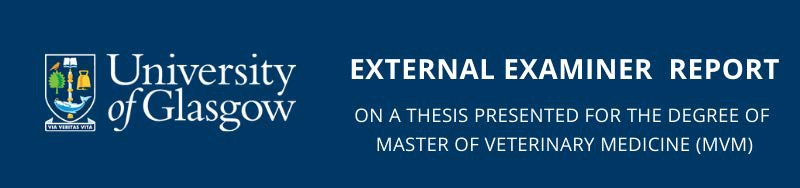 University
of Glasgow
VIA VERITAS VITA
EXTERNAL EXAMINER REPORT
ON A THESIS PRESENTED FOR THE DEGREE OF
MASTER OF VETERINARY MEDICINE (MVM)